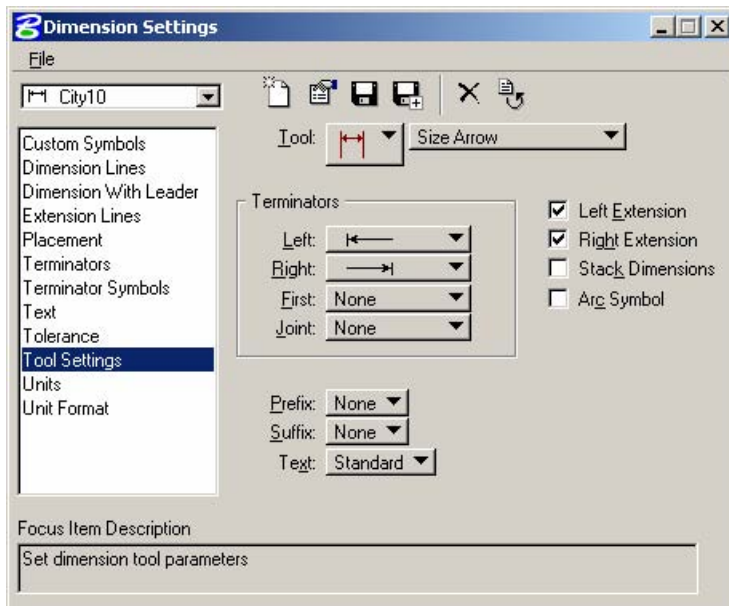 Dimension Settings
File
City10
Custom Symbols
Dimension Lines
Dimension With Leader
Extension Lines
Placement
Terminators
Terminator Symbols
Text
Tolerance
Tool Settings
Units
Unit Format
Tool:
Size Arrow
Terminators
Left:
Right:
First: None
Joint: None
Left Extension
Right Extension
Stack Dimensions
Arc Symbol
Prefix: None
Suffix: None
Text: Standard
Focus Item Description
Set dimension tool parameters